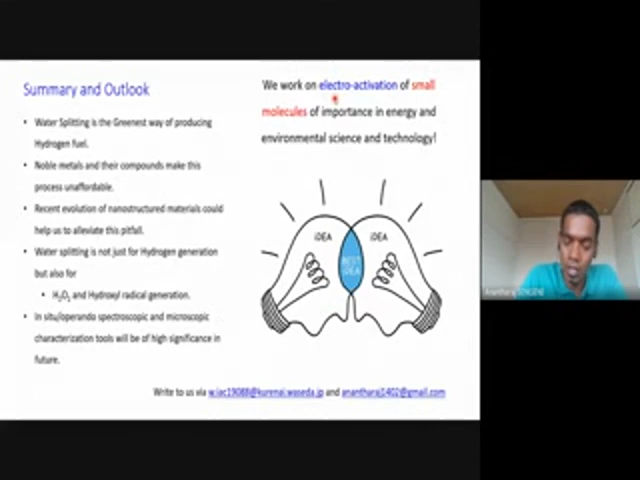 Summary and Outlook
• Water Splitting is the Greenest way of producing
Hydrogen fuel.
• Noble metals and their compounds make this
process unaffordable.
• Recent evolution of nanostructured materials could
help us to alleviate this pitfall.
• Water splitting is not just for Hydrogen generation
but also for
• H₂O₂ and Hydroxyl radical generation.
• In situ/operando spectroscopic and microscopic
characterization tools will be of high significance in
future.
We work on electro-activation of small
molecules of importance in energy and
environmental science and technology!
iDEA
iDEA
BEST
iDEA
Write to us via w.iac19088@kurenai.waseda.jp and anantharaj1402@gmail.com
Anantharaj